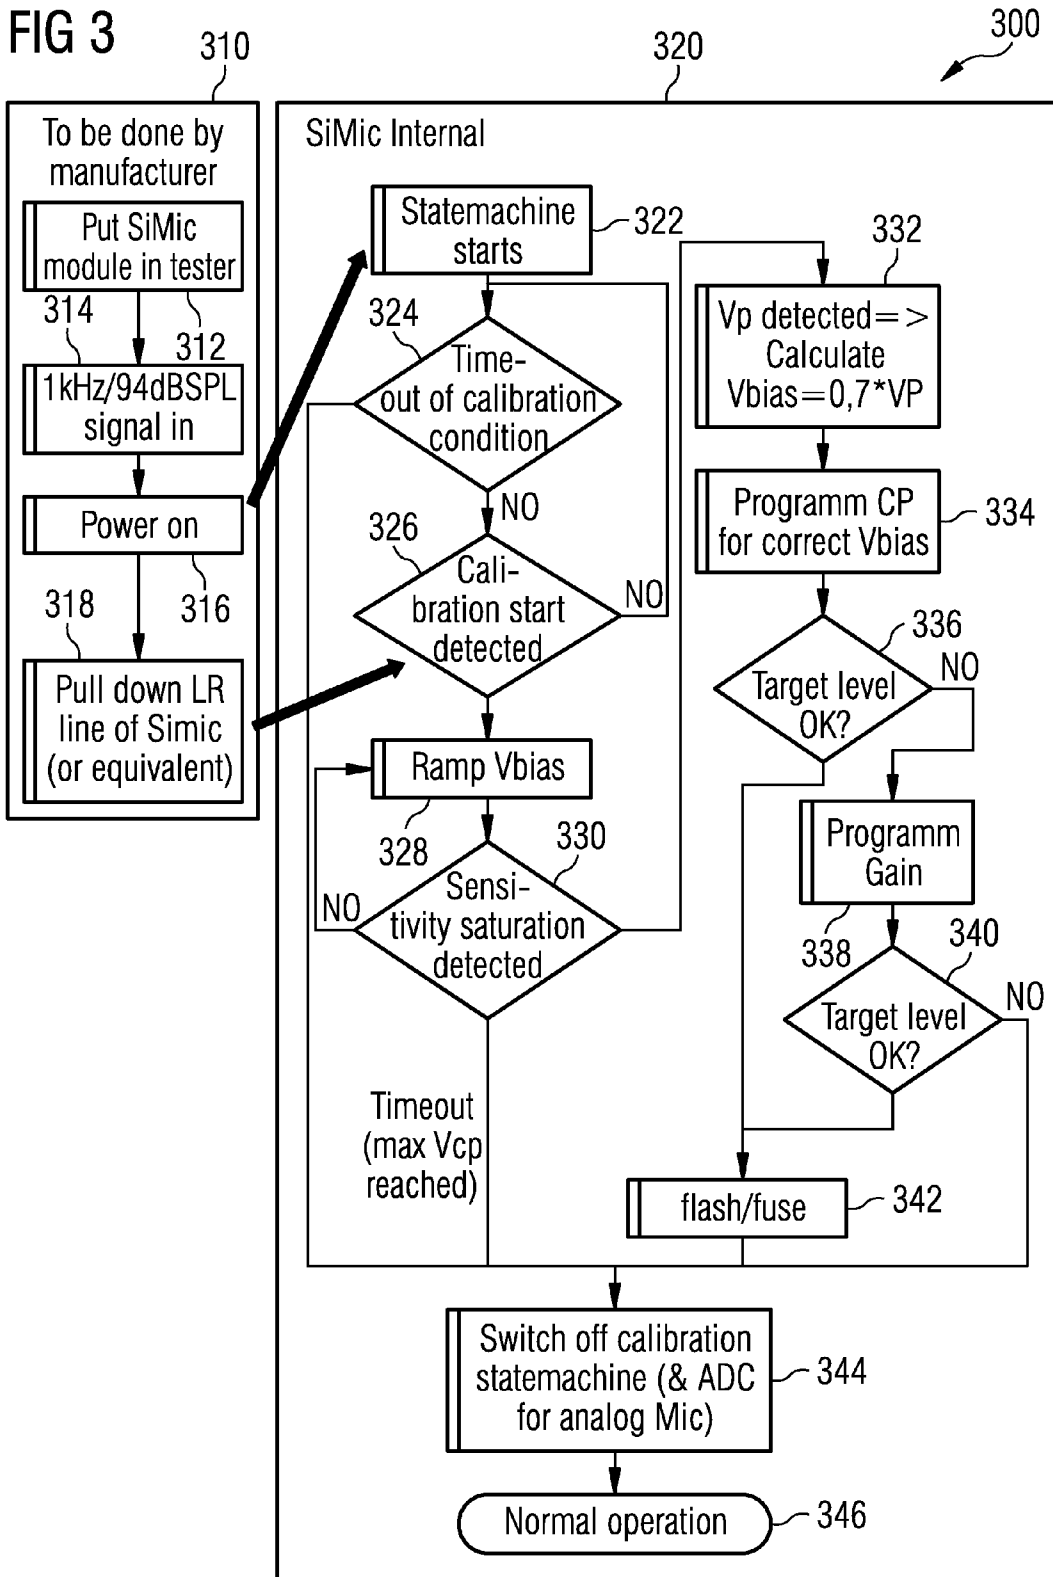 FIG 3
310
320
300
To be done by
manufacturer
Put SiMic
module in tester
314
312
1kHz/94dBSPL
signal in
Power on
318
316
Pull down LR
line of Simic
(or equivalent)
SiMic Internal
Statemachine
starts
322
324
Time-
out of calibration
condition
NO
326
Cali-
bration start
detected
NO
Ramp Vbias
328
330
Sensi-
tivity saturation
detected
NO
Timeout
(max Vcp
reached)
332
Vp detected=>
Calculate
Vbias=0,7*VP
Programm CP
for correct Vbias
334
336
Target level
OK?
NO
Programm
Gain
338
340
Target level
OK?
NO
flash/fuse
342
Switch off calibration
statemachine (& ADC
for analog Mic)
344
Normal operation
346